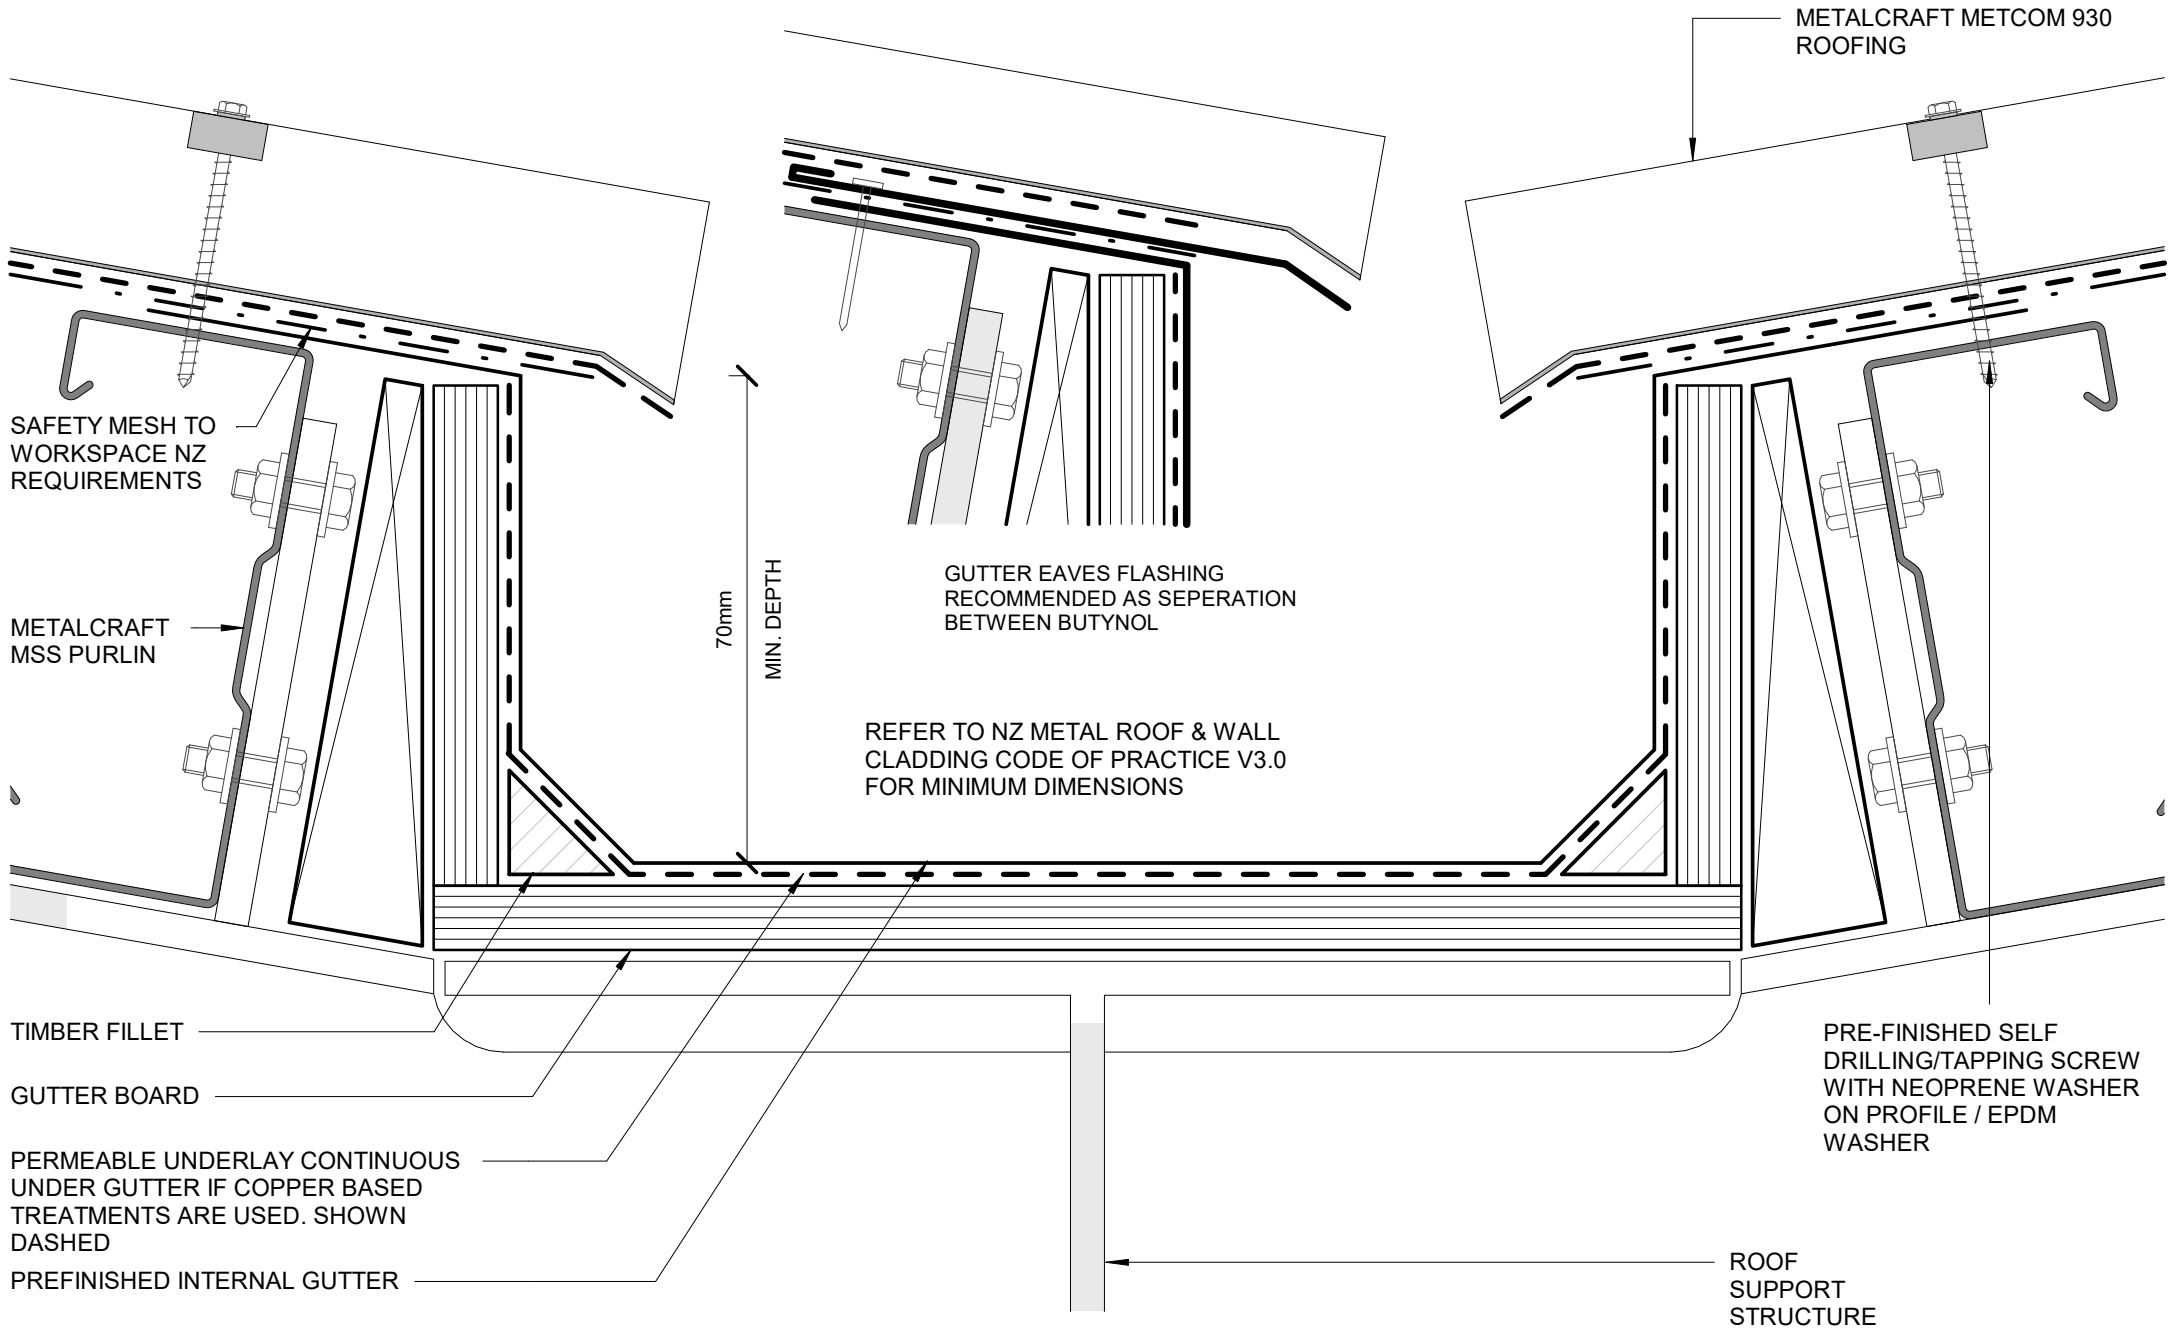 METALCRAFT METCOM 930
ROOFING
SAFETY MESH TO
WORKSPACE NZ
REQUIREMENTS
METALCRAFT
MSS PURLIN
70mm
MIN. DEPTH
GUTTER EAVES FLASHING
RECOMMENDED AS SEPERATION
BETWEEN BUTYNOL
REFER TO NZ METAL ROOF & WALL
CLADDING CODE OF PRACTICE V3.0
FOR MINIMUM DIMENSIONS
TIMBER FILLET
GUTTER BOARD
PERMEABLE UNDERLAY CONTINUOUS
UNDER GUTTER IF COPPER BASED
TREATMENTS ARE USED. SHOWN
DASHED
PREFINISHED INTERNAL GUTTER
PRE-FINISHED SELF
DRILLING/TAPPING SCREW
WITH NEOPRENE WASHER
ON PROFILE / EPDM
WASHER
ROOF
SUPPORT
STRUCTURE